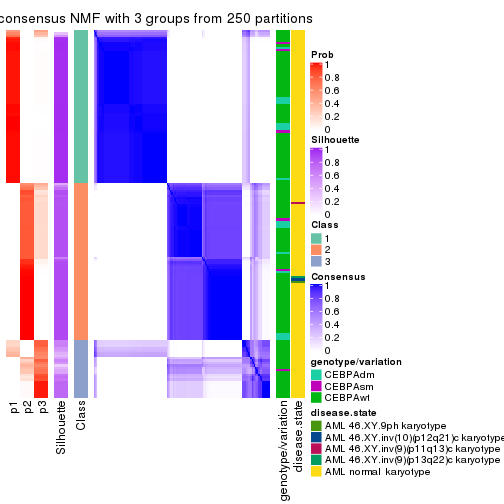 consensus NMF with 3 groups from 250 partitions
Prob
1
0.8
0.6
0.4
0.2
0
Silhouette
1
0.8
0.6
0.4
0.2
0
Class
1
2
3
Consensus
1
0.8
0.6
0.4
0.2
0
genotype/variation
CEBPAdm
CEBPAsm
CEBPAwt
disease.state
AML 46.XY.9ph karyotype
AML 46.XY.inv(10)(p12q21)c karyotype
AML 46.XY.inv(9)(p11q13)c karyotype
AML 46.XY.inv(9)(p13q22)c karyotype
AML normal karyotype
p1
p2
p3
Silhouette
Class
genotype/variation
disease.state